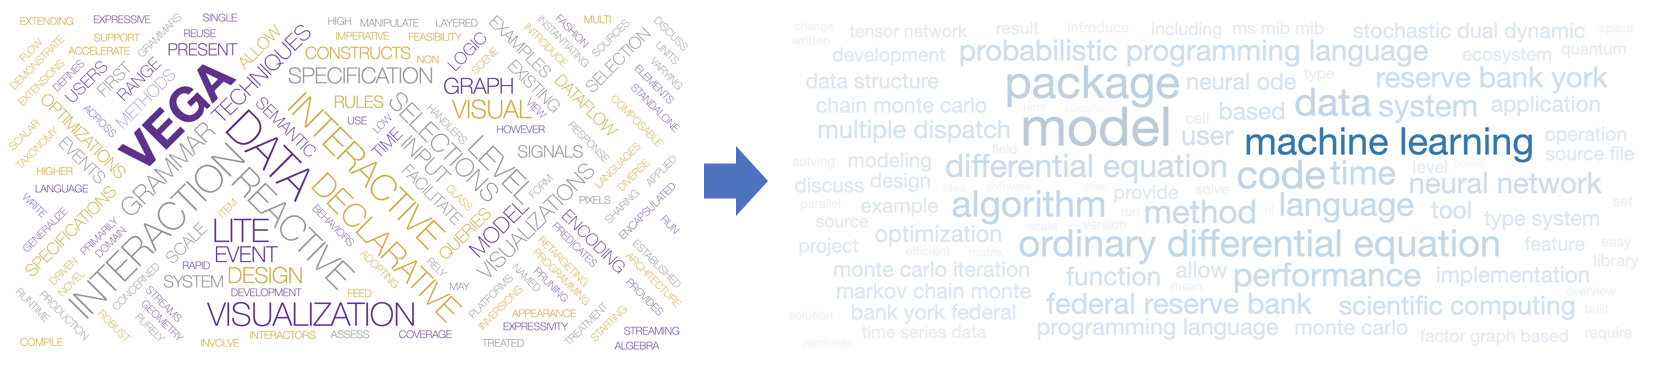 EXTENDING
EXPRESSIVE
SINGLE
HIGH
MANIPULATE
LAYERED
FASHION
MULTI
DISCUSS
FLOW
SUPPORT
GRAMMARS
REUSE
ALLOW
IMPERATIVE
FEASIBILITY
EXAMPLES
INTRODUCE
INSTANTIATING
SOURCES
UNITS
DEMONSTRATE
ACCELERATE
PRESENT
TECHNIQUES
CONSTRUCTS
NON
LOGIC
SCENE
SELECTION
VARYING
EXTENSIONS
DEFINES
USERS
FIRST
RANGE
METHODS
VEGA
SPECIFICATION
GRAPH
EXISTING
DATAFLOW
ELEMENTS
STANDALONE
OPTIMIZATIONS
ACROSS
SEMANTIC
RULES
VISUAL
VIEW
COMPOSABLE
SCALAR
TAXONOMY
EVENTS
GRAMMAR
DATA
INTERACTIVE
USE
LOW
TIME
SELECTIONS
HANDLERS
HOWEVER
RESPONSE
HIGHER
INPUT
LEVEL
SIGNALS
LANGUAGES
DIVERSE
APPLIED
LANGUAGE
WRITE
INTERACTION
REACTIVE
DECLARATIVE
FACILITATE
CLASS
FORM
PIXELS
SHARING
ENCAPSULATED
GENERALIZE
SPECIFICATIONS
PRIMARILY
DOMAIN
ITEM
BEHAVIORS
QUERIES
MODEL
VISUALIZATIONS
ENCODING
PREDICATES
RUN
SCALE
LITE
EVENT
ADOPTING
RELY
RETARGETING
PROGRAMMING
ESTABLISHED
ARCHITECTURE
DRIVEN
NOVEL
CONCERNED
RAPID
SYSTEM
DESIGN
MAY
PLATFORMS
NAMED
PRUNING
PROVIDES
RUNTIME
PRODUCTION
STREAMS
GEOMETRY
DEVELOPMENT
FEED
INVERSIONS
APPEARANCE
TREATMENT
STARTING
ROBUST
PURELY
VISUALIZATION
EXPRESSIVITY
STREAMING
COMPILE
INVOLVE
INTERACTORS
ASSESS
COVERAGE
TREATED
ALGEBRA
change tensor network result introduce including ms mib mib stochastic dual dynamic space
written development probabilistic programming language ecosystem quantum
data structure package neural ode type reserve bank york
chain monte carlo term specific cell based data system application
multiple dispatch model user machine learning operation
solving modeling field differential equation code time level power source file
discuss design idea software offer provide solve neural network
parallel example algorithm run method ml language tool type system set
source optimization scale version
project efficient matrix ordinary differential equation feature easy
monte carlo iteration function allow performance implementation library
markov chain monte mean overview
solution bank york federal federal reserve bank scientific computing built
nonlinear time series data programming language monte carlo factor graph based require